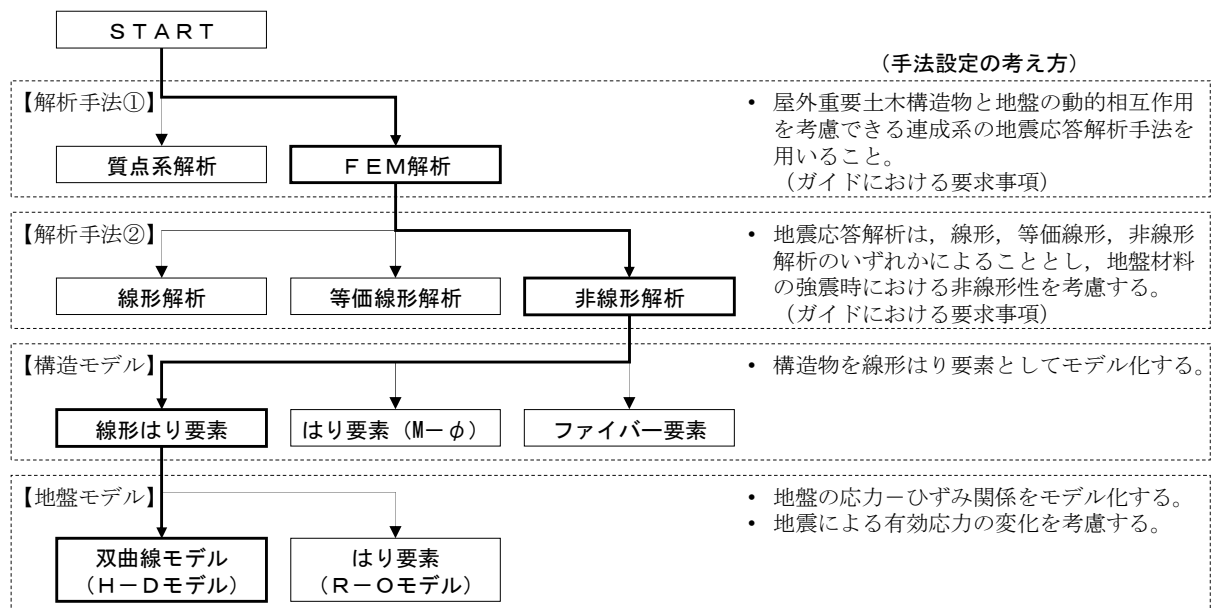 START
（手法設定の考え方）
【解析手法①】
質点系解析
ＦＥＭ解析
• 屋外重要土木構造物と地盤の動的相互作用
を考慮できる連成系の地震応答解析手法を
用いること。
（ガイドにおける要求事項）
【解析手法②】
線形解析
等価線形解析
非線形解析
• 地震応答解析は，線形，等価線形，非線形
解析のいずれかによることとし，地盤材料
の強震時における非線形性を考慮する。
（ガイドにおける要求事項）
【構造モデル】
線形はり要素
はり要素（M－φ）
ファイバー要素
• 構造物を線形はり要素としてモデル化する。
【地盤モデル】
双曲線モデル
（Ｈ－Ｄモデル）
はり要素
（Ｒ－Ｏモデル）
• 地盤の応力－ひずみ関係をモデル化する。
• 地震による有効応力の変化を考慮する。